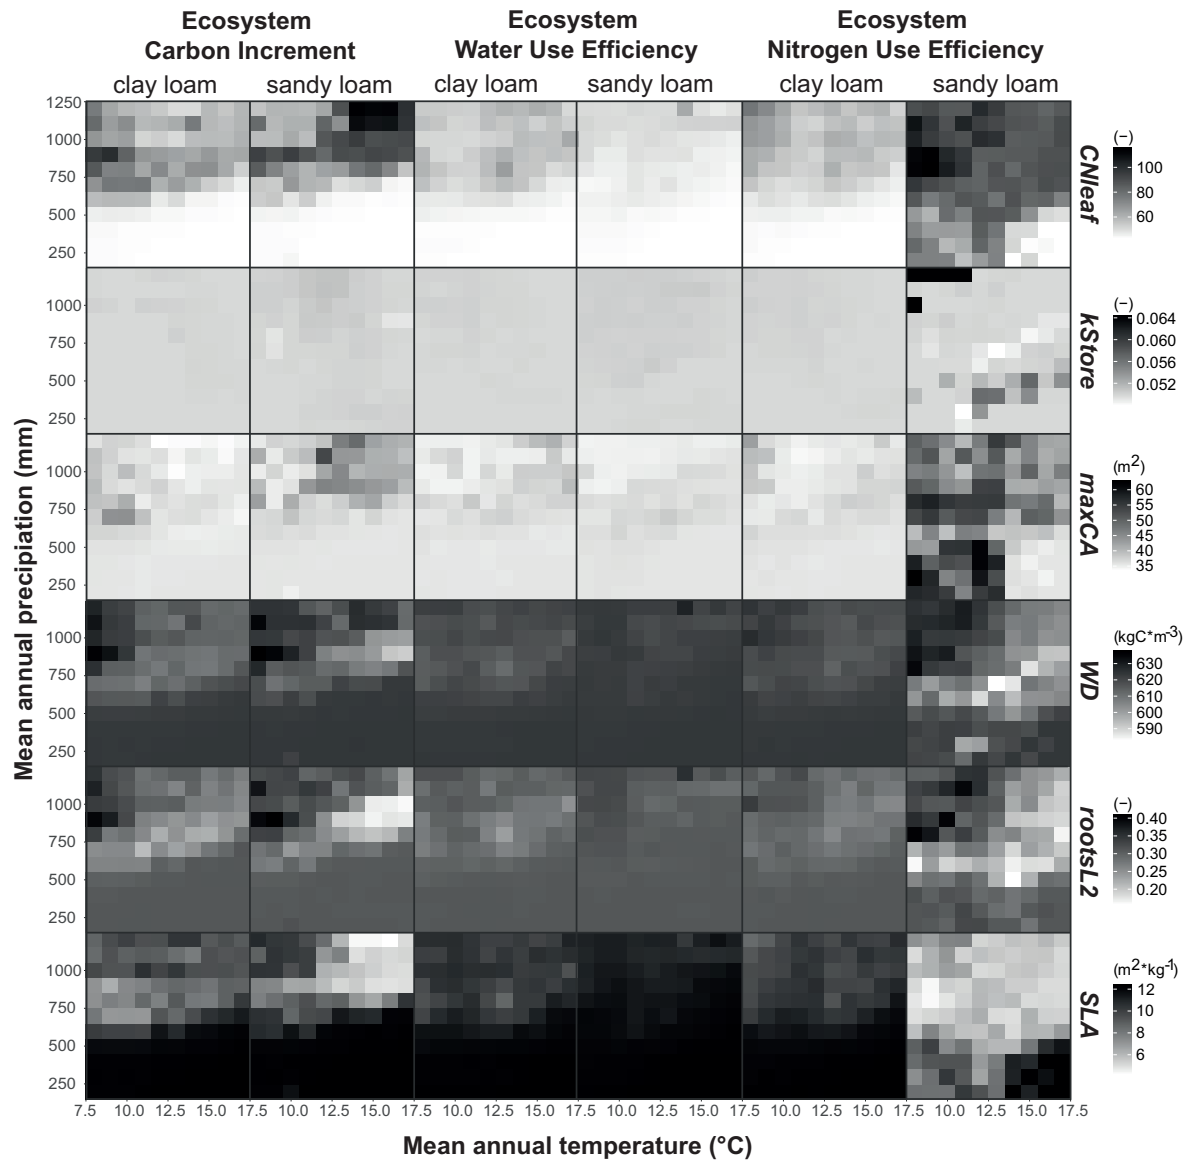 Ecosystem
Carbon Increment
Ecosystem
Water Use Efficiency
Ecosystem
Nitrogen Use Efficiency
clay loam
sandy loam
clay loam
sandy loam
clay loam
sandy loam
Mean annual precipiation (mm)
1250
1000
750
500
250
CNleaf
(−)
100
80
60
1000
750
500
250
kStore
(−)
0.064
0.060
0.056
0.052
1000
750
500
250
maxCA
(m2)
60
55
50
45
40
35
1000
750
500
250
WD
(kgC*m-3)
630
620
610
600
590
1000
750
500
250
rootsL2
(−)
0.40
0.35
0.30
0.25
0.20
1000
750
500
250
SLA
(m2*kg-1)
12
10
8
6
7.5 10.0 12.5 15.0 17.5 10.0 12.5 15.0 17.5 10.0 12.5 15.0 17.5 10.0 12.5 15.0 17.5 10.0 12.5 15.0 17.5 10.0 12.5 15.0 17.5
Mean annual temperature (°C)